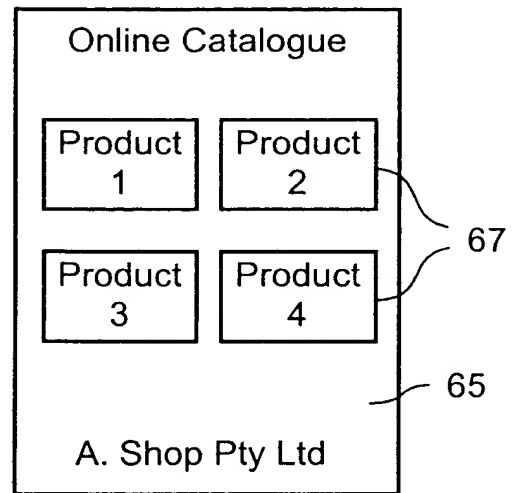 Online Catalogue
Product
1
Product
2
67
Product
3
Product
4
65
A. Shop Pty Ltd